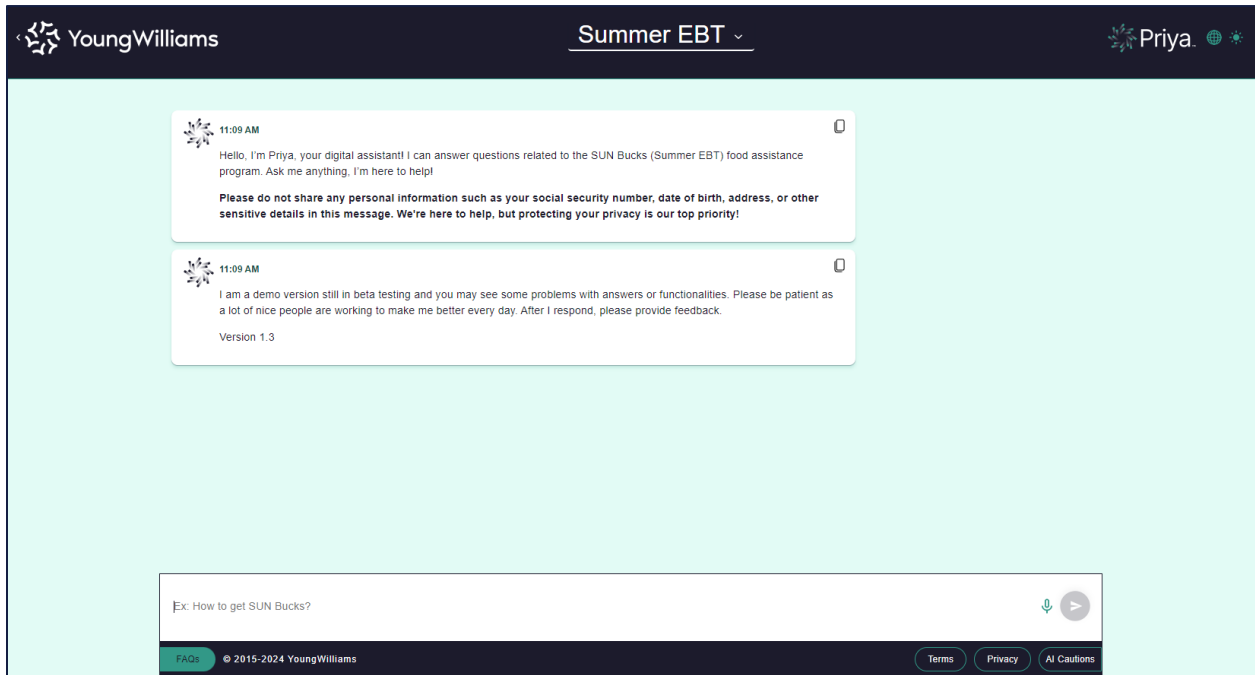 YoungWilliams
Summer EBT
Priya
11:09 AM
Hello, I'm Priya, your digital assistant! I can answer questions related to the SUN Bucks (Summer EBT) food assistance
program. Ask me anything, I'm here to help!
Please do not share any personal information such as your social security number, date of birth, address, or other
sensitive details in this message. We're here to help, but protecting your privacy is our top priority!
11:09 AM
I am a demo version still in beta testing and you may see some problems with answers or functionalities. Please be patient as
a lot of nice people are working to make me better every day. After I respond, please provide feedback.
Version 1.3
Ex: How to get SUN Bucks?
FAQs © 2015-2024 YoungWilliams Terms Privacy AI Cautions